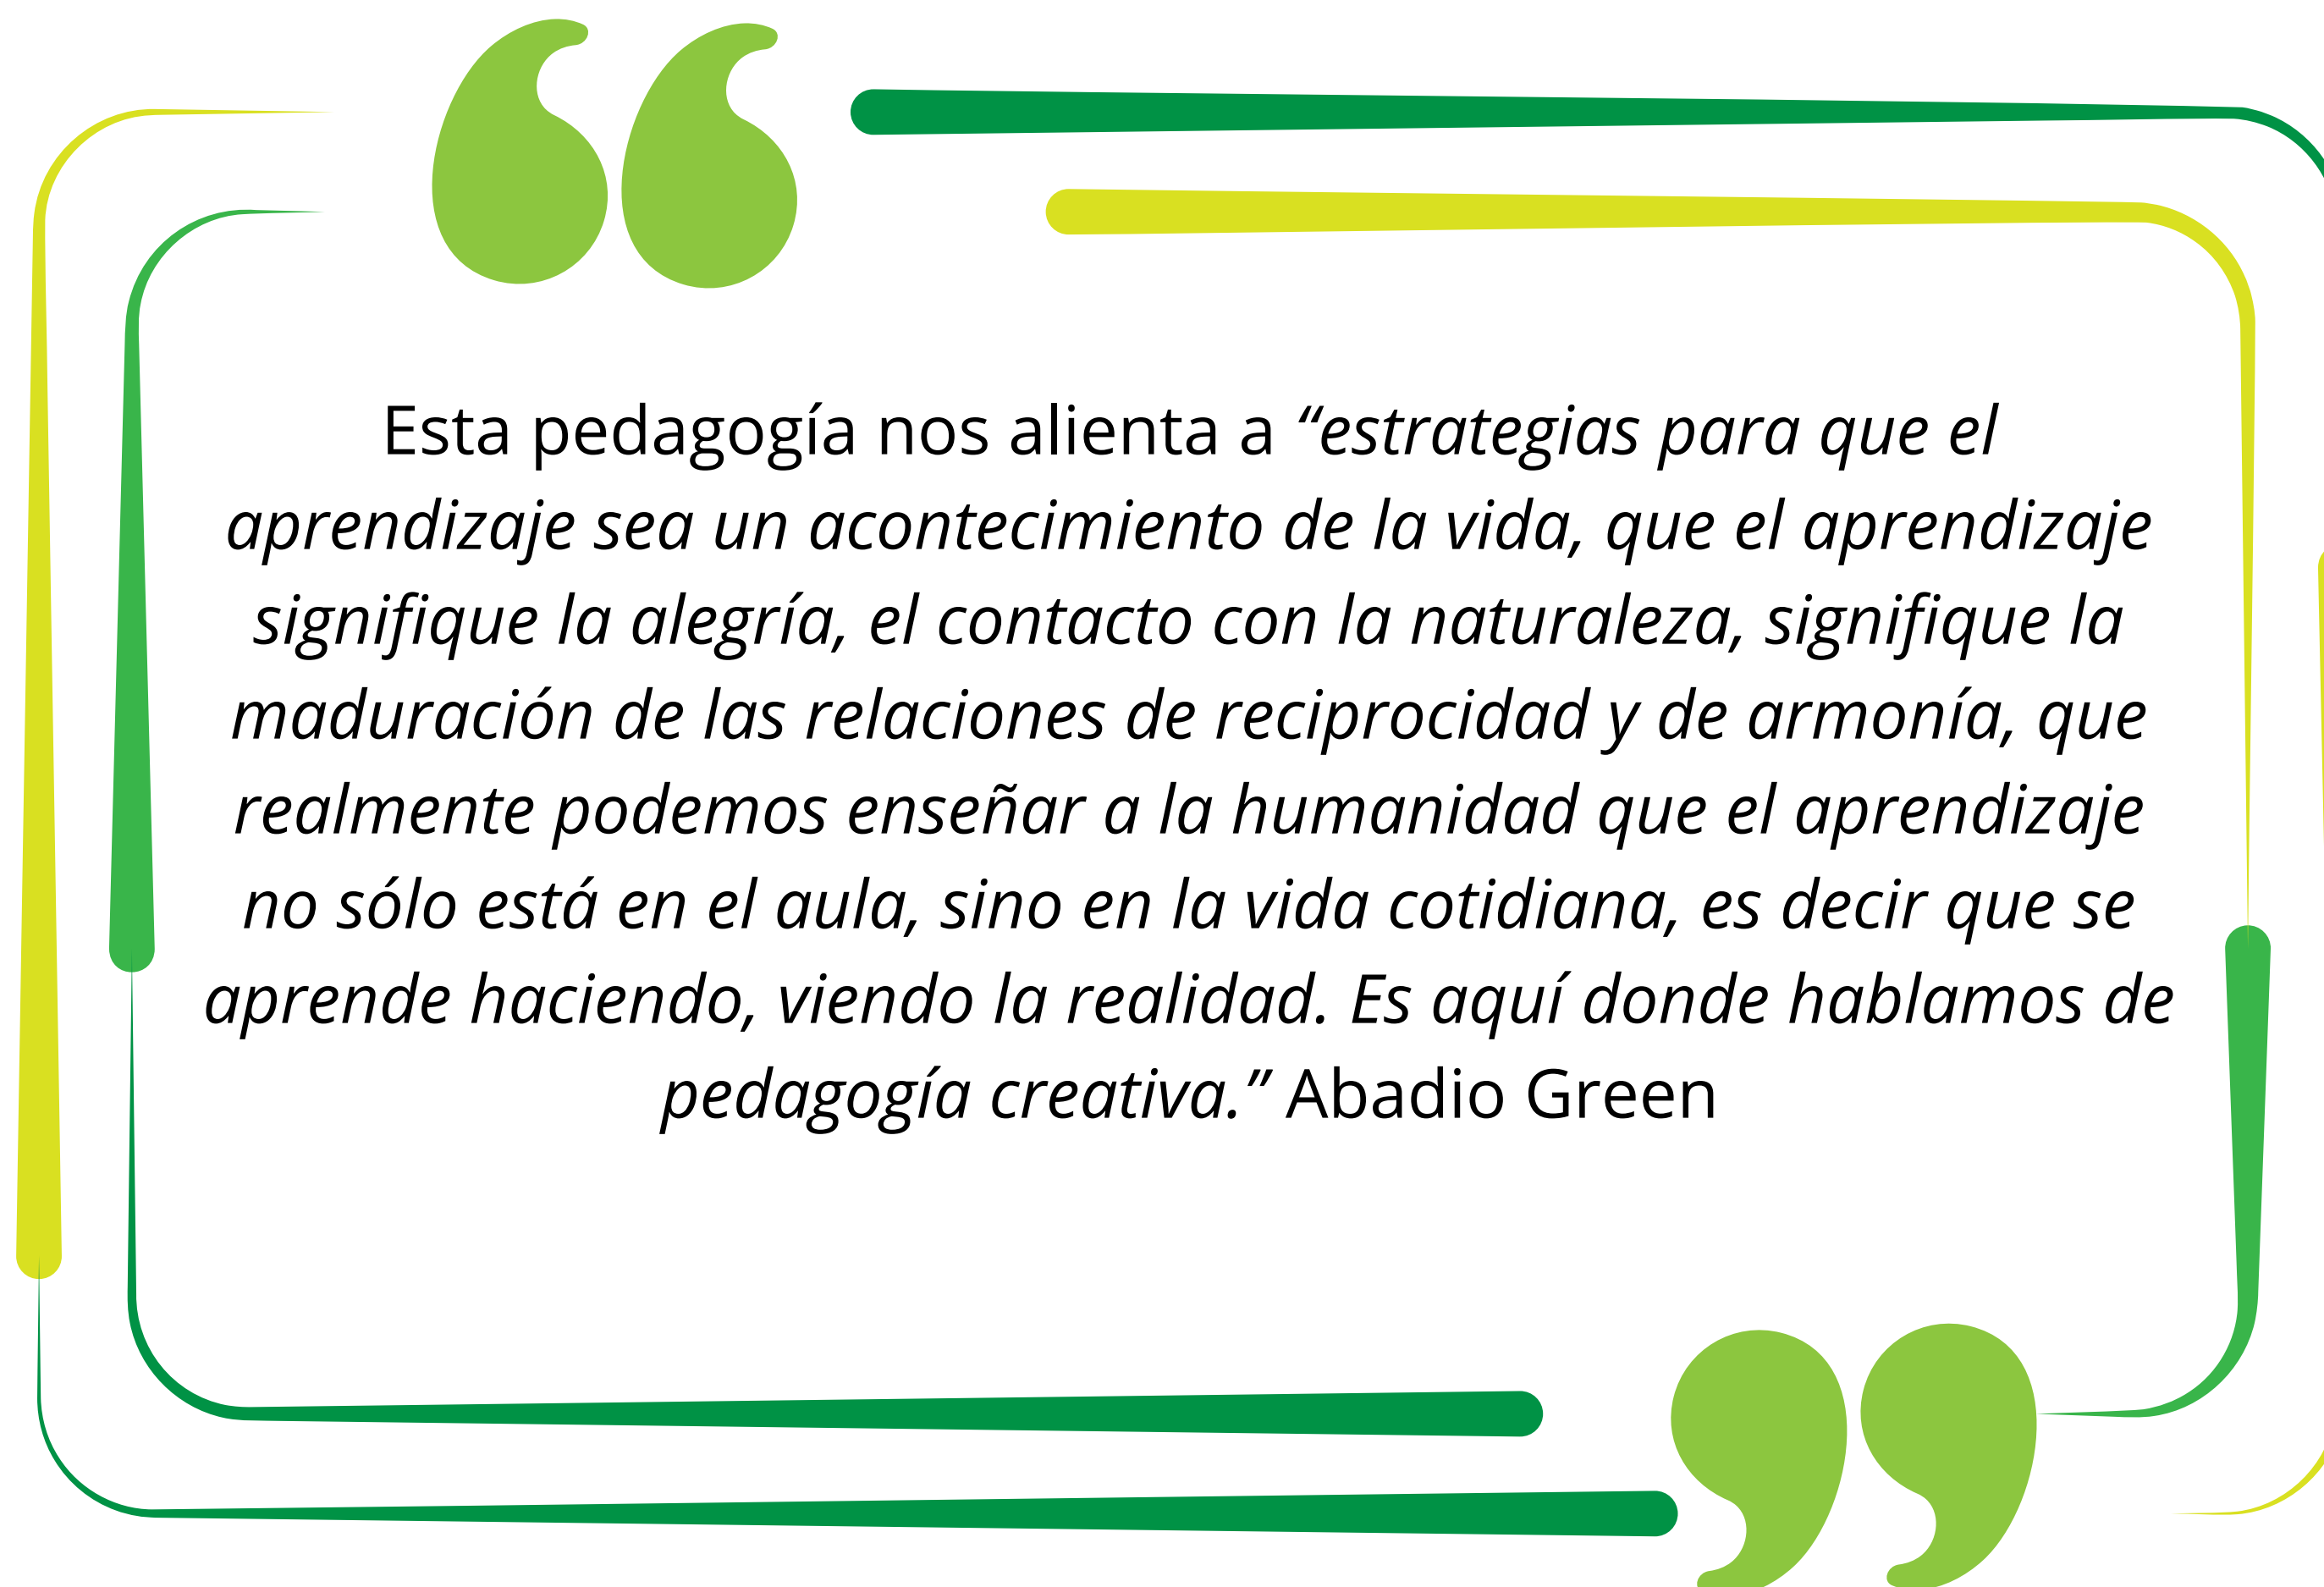 Esta pedagogía nos alienta a “estrategias para que el
aprendizaje sea un acontecimiento de la vida, que el aprendizaje
signifique la alegría, el contacto con la naturaleza, signifique la
maduración de las relaciones de reciprocidad y de armonía, que
realmente podemos enseñar a la humanidad que el aprendizaje
no sólo está en el aula, sino en la vida cotidiana, es decir que se
aprende haciendo, viendo la realidad. Es aquí donde hablamos de
pedagogía creativa.” Abadio Green